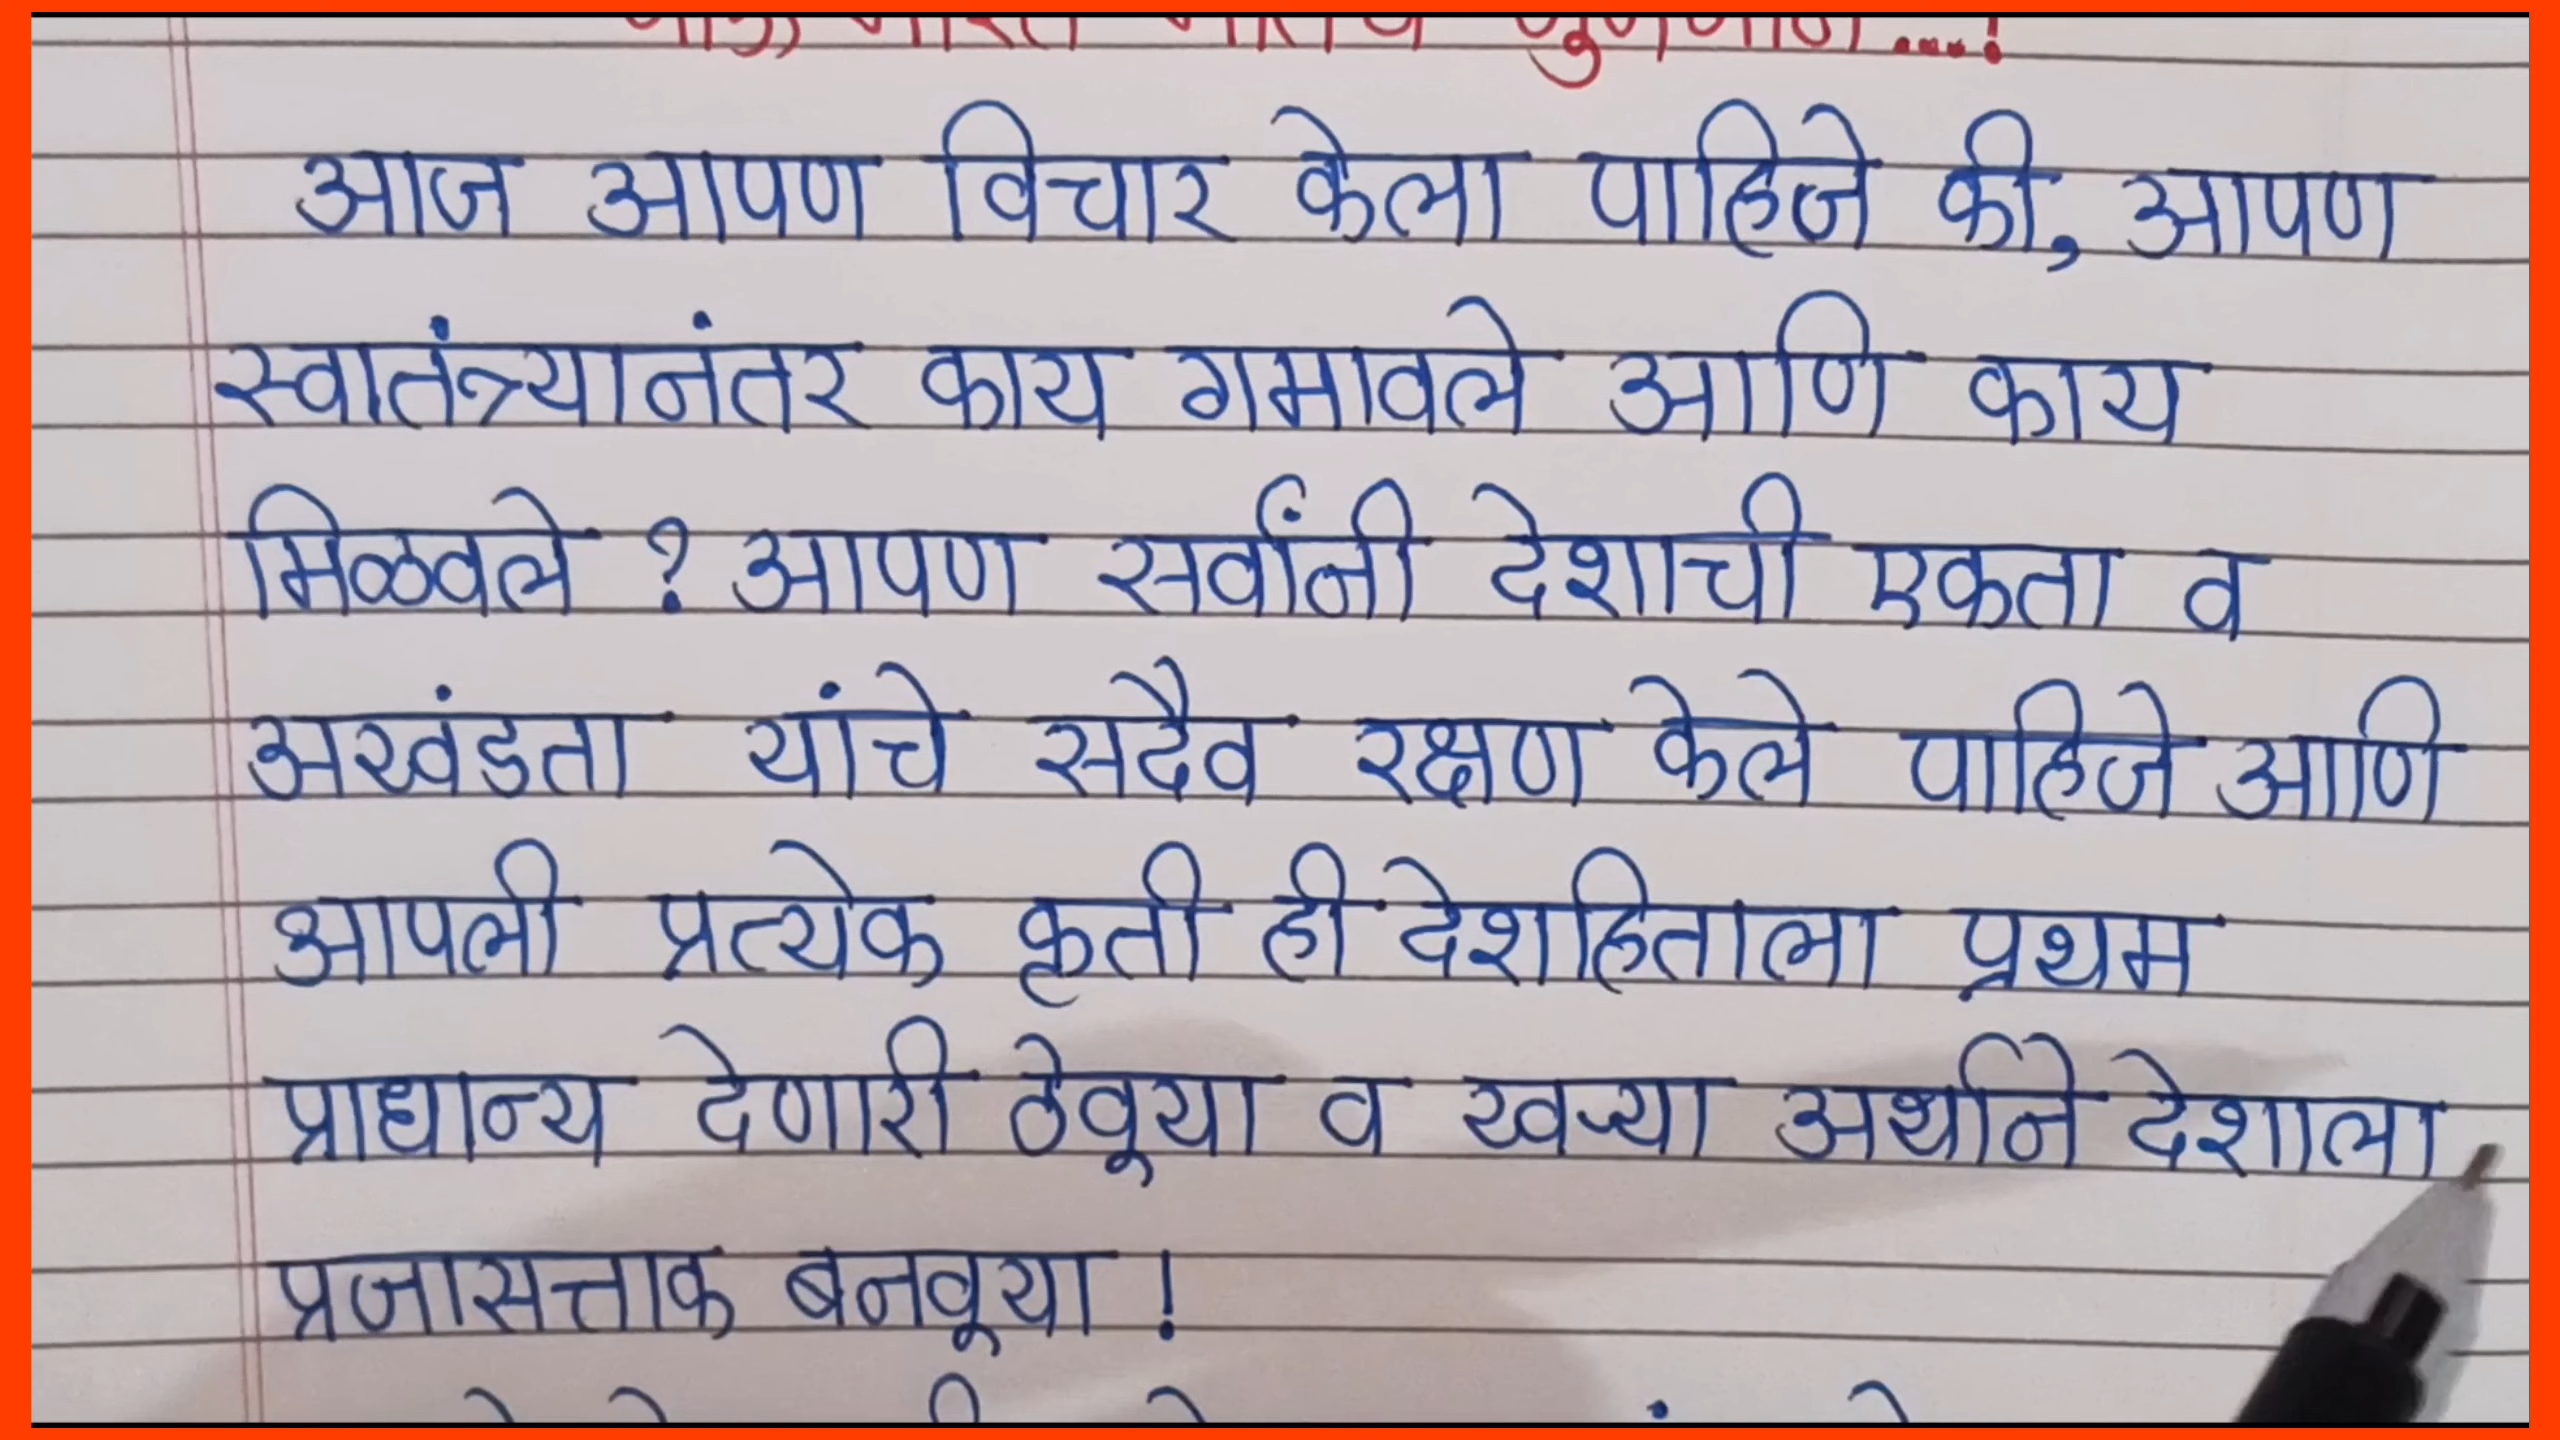 आज आपण विचार केला पाहिजे की, आपण
स्वातंत्र्यानंतर काय गमावले आणि काय
मिळवले ? आपण सर्वांनी देशाची एकता व
अखंडता यांचे सदैव रक्षण केले पाहिजे आणि
आपली प्रत्येक कृती ही देशहिताला प्रथम
प्राधान्य देणारी ठेवूया व खऱ्या अर्थाने देशाला
प्रजासत्ताक बनवूया !